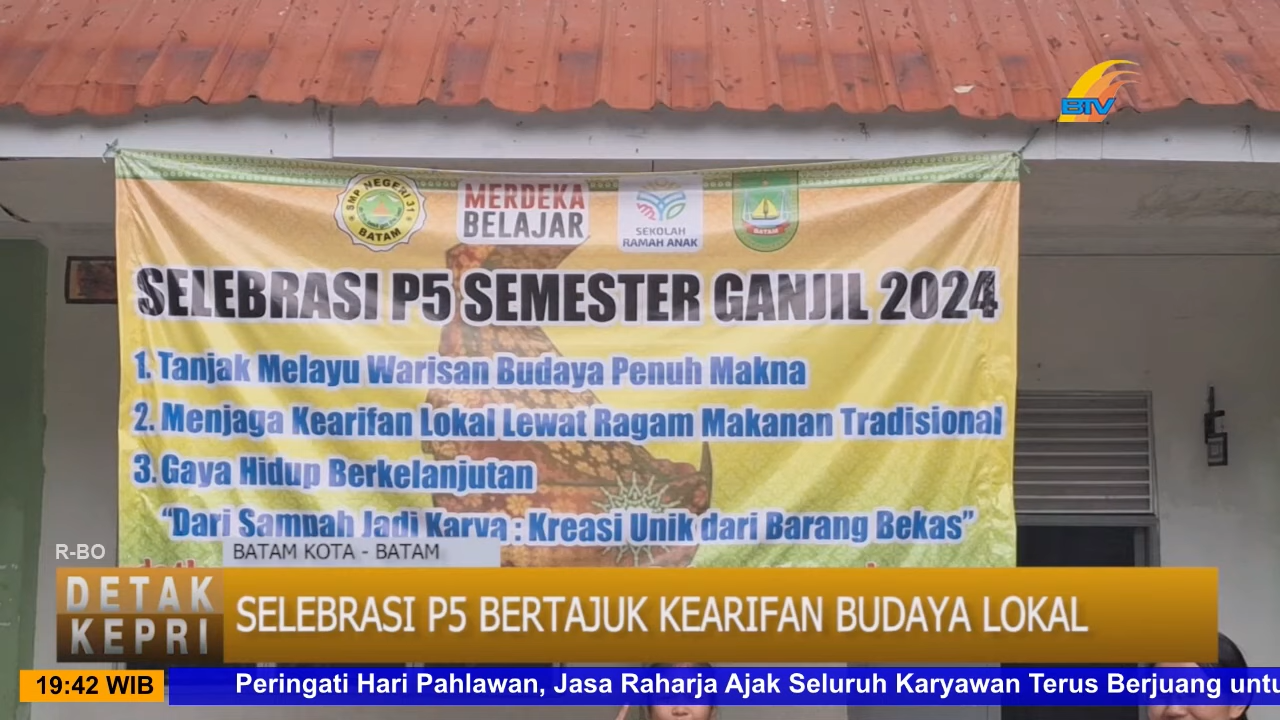 BTV
SMP NEGERI 31
BATAM
MERDEKA
BELAJAR
SEKOLAH
RAMAH ANAK
BATAM
SELEBRASI P5 SEMESTER GANJIL 2024
1. Tanjak Melayu Warisan Budaya Penuh Makna
2. Menjaga Kearifan Lokal Lewat Ragam Makanan Tradisional
3. Gaya Hidup Berkelanjutan
"Dari Sampah Jadi Karya : Kreasi Unik dari Barang Bekas"
R-BO
BATAM KOTA - BATAM
DETAK
KEPRI
SELEBRASI P5 BERTAJUK KEARIFAN BUDAYA LOKAL
19:42 WIB
Peringati Hari Pahlawan, Jasa Raharja Ajak Seluruh Karyawan Terus Berjuang untu